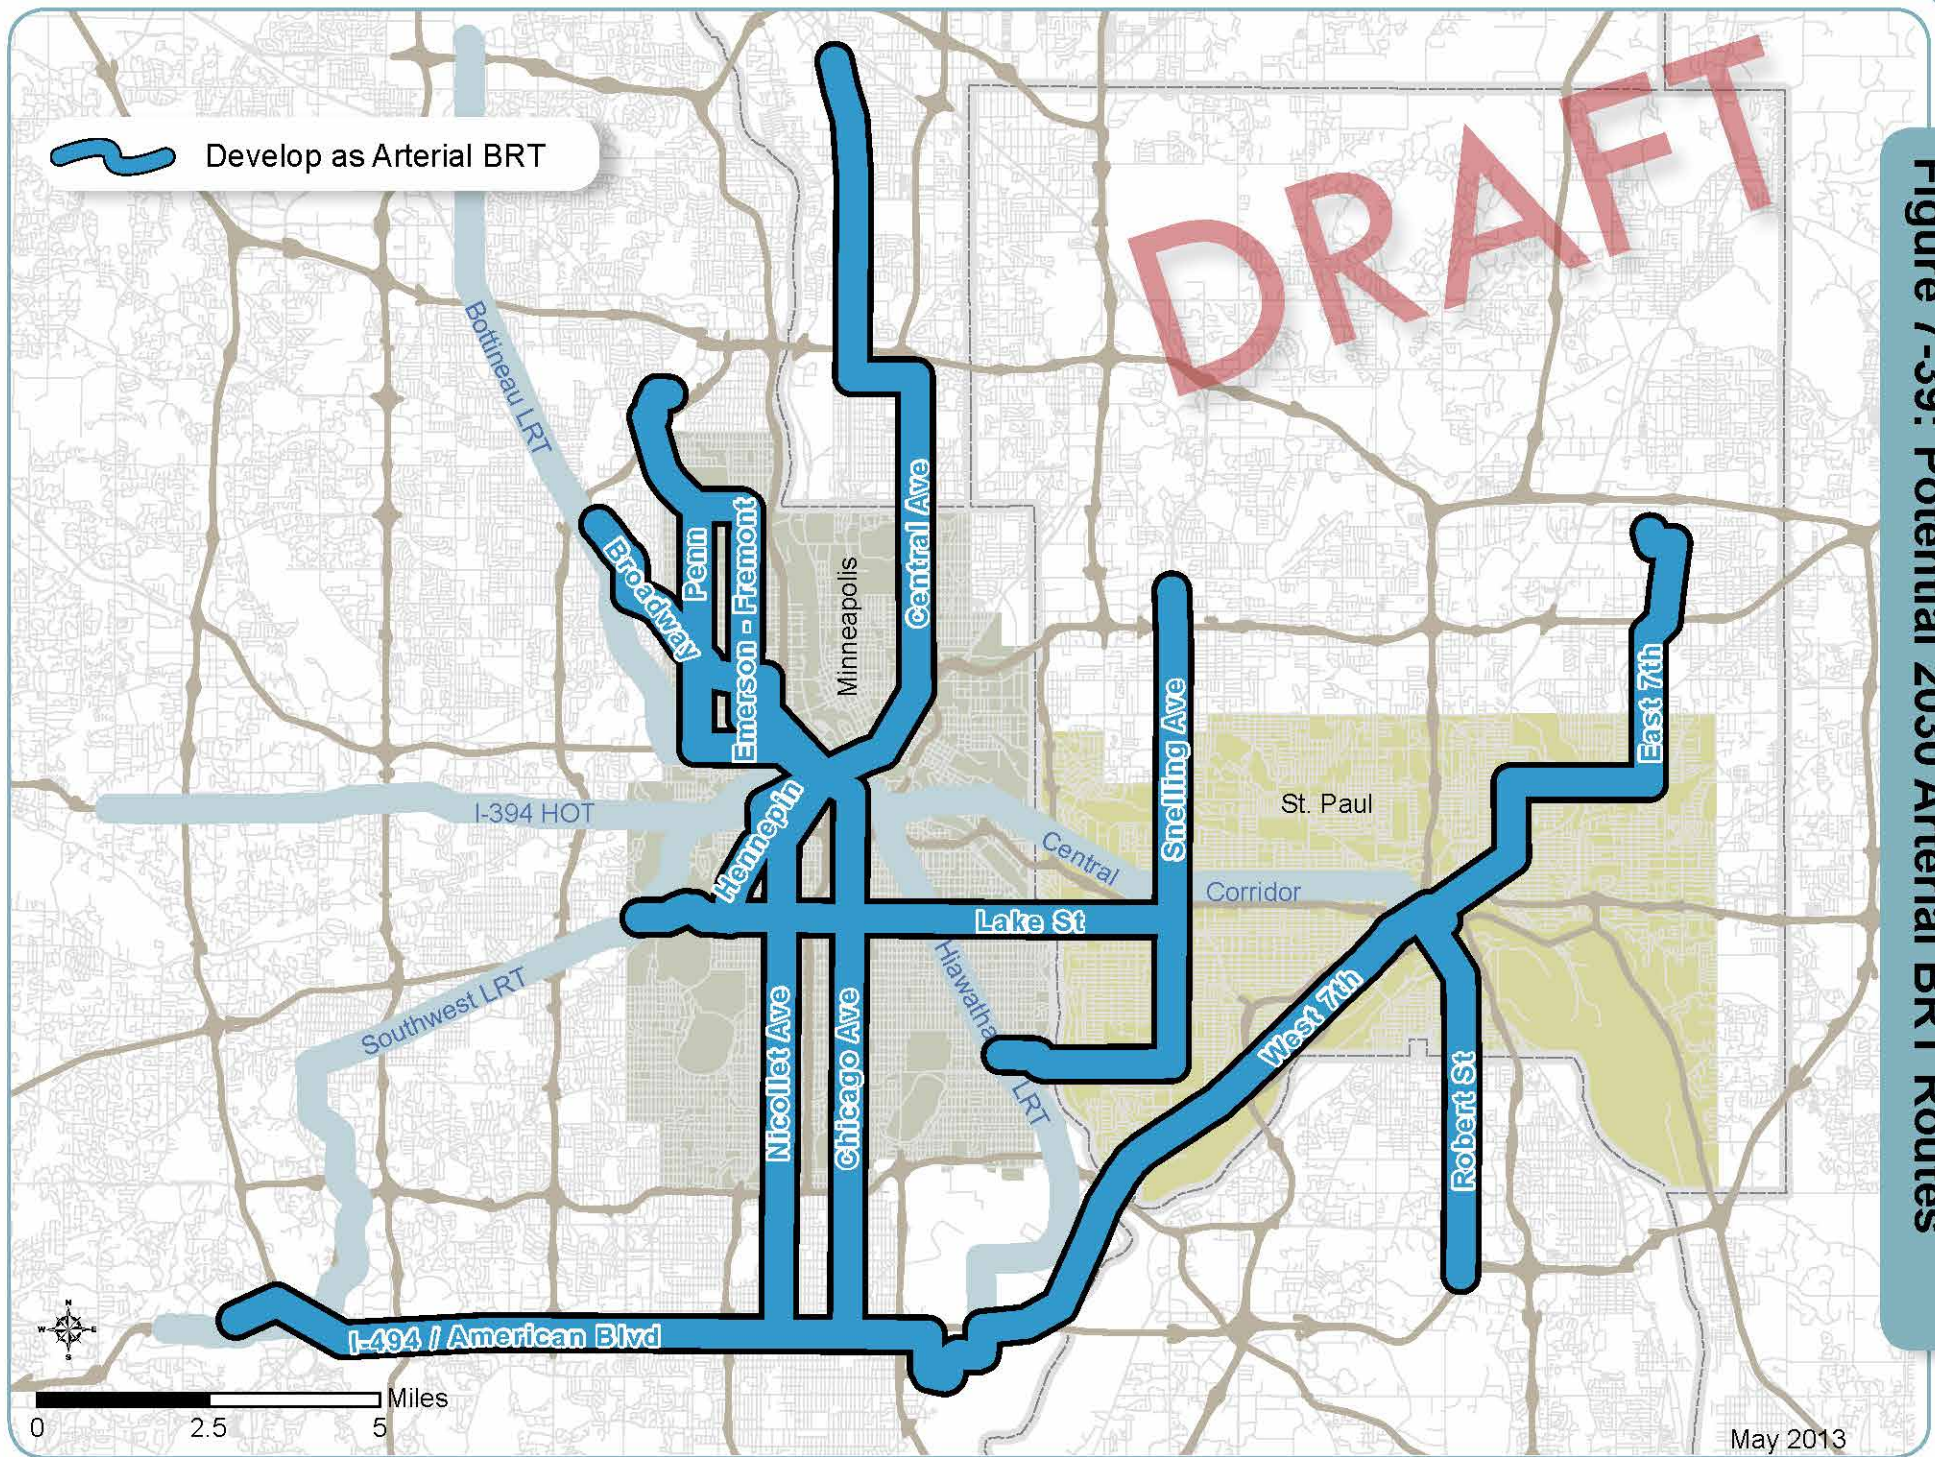 Figure 7-39: Potential 2030 Arterial BRT Routes
DRAFT
Develop as Arterial BRT
Bottineau LRT
Broadway
Penn
Emerson - Fremont
Minneapolis
Central Ave
Snelling Ave
East 7th
St. Paul
I-394 HOT
Hennepin
Central
Corridor
Lake St
Southwest LRT
Nicollet Ave
Chicago Ave
Hiawatha
LRT
West 7th
Robert St
I-494 / American Blvd
N
W
E
S
Miles
0
2.5
5
May 2013